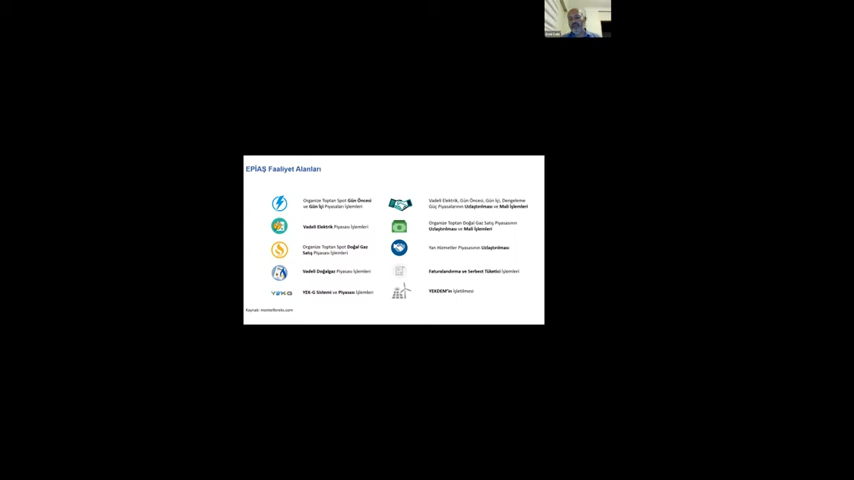 EPİAŞ Faaliyet Alanları
Organize Toptan Spot Gün Öncesi
ve Gün İçi Piyasaları İşlemleri
Vadeli Elektrik Piyasası İşlemleri
Organize Toptan Spot Doğal Gaz
Satış Piyasası İşlemleri
Vadeli Doğalgaz Piyasası İşlemleri
YEK-G
YEK-G Sistemi ve Piyasası İşlemleri
Vadeli Elektrik, Gün Öncesi, Gün İçi, Dengeleme
Güç Piyasalarının Uzlaştırılması ve Mali İşlemleri
Organize Toptan Doğal Gaz Satış Piyasasının
Uzlaştırılması ve Mali İşlemleri
Yan Hizmetler Piyasasının Uzlaştırılması
Faturalandırma ve Serbest Tüketici İşlemleri
YEKDEM'in İşletilmesi